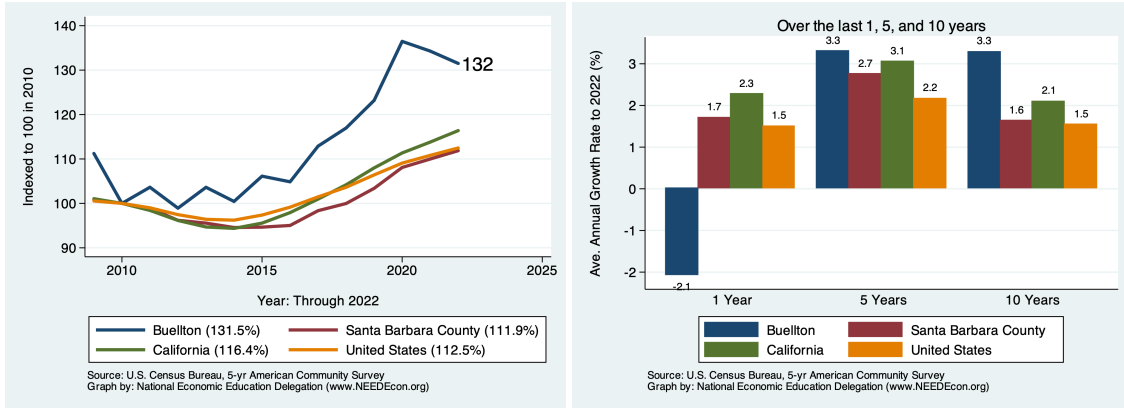 Indexed to 100 in 2010
140
130
120
110
100
90
132
2010
2015
2020
2025
Year: Through 2022
Buellton (131.5%)
Santa Barbara County (111.9%)
California (116.4%)
United States (112.5%)
Source: U.S. Census Bureau, 5-yr American Community Survey
Graph by: National Economic Education Delegation (www.NEEDEcon.org)
Over the last 1, 5, and 10 years
Ave. Annual Growth Rate to 2022 (%)
3
2
1
0
-1
-2
-2.1
1.7
2.3
1.5
3.3
2.7
3.1
2.2
3.3
1.6
2.1
1.5
1 Year
5 Years
10 Years
Buellton
Santa Barbara County
California
United States
Source: U.S. Census Bureau, 5-yr American Community Survey
Graph by: National Economic Education Delegation (www.NEEDEcon.org)